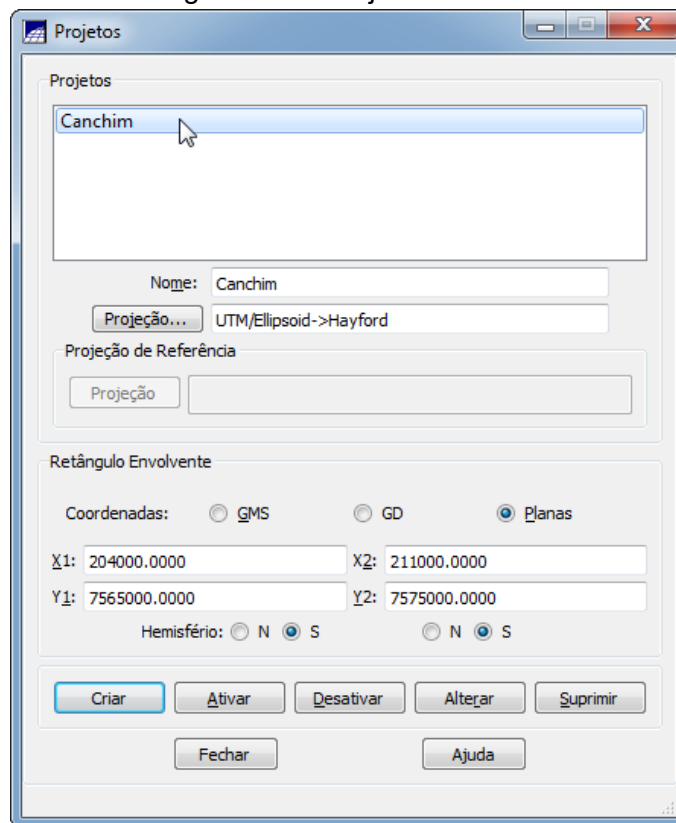 Projetos
Projetos
Canchim
Nome: Canchim
Projeção... UTM/Ellipsoid->Hayford
Projeção de Referência
Projeção
Retângulo Envolvente
Coordenadas: GMS GD Planas
X1: 204000.0000 X2: 211000.0000
Y1: 7565000.0000 Y2: 7575000.0000
Hemisfério: N S N S
Criar Ativar Desativar Alterar Suprimir
Fechar Ajuda